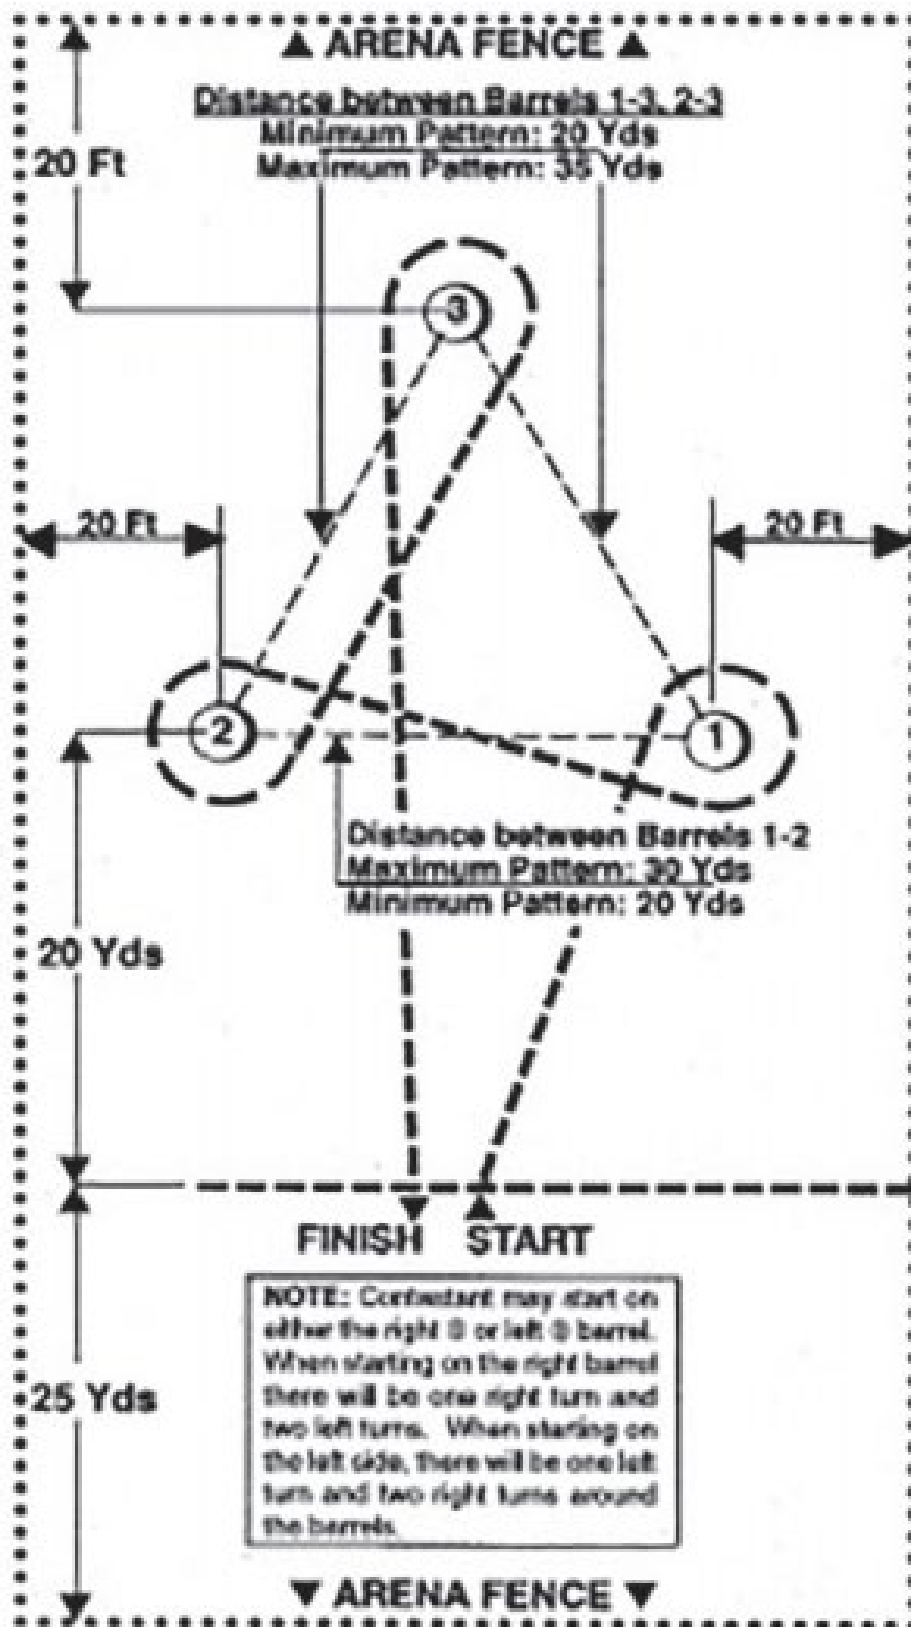 ▲ ARENA FENCE ▲
Distance between Barrels 1-3, 2-3
Minimum Pattern: 20 Yds
Maximum Pattern: 35 Yds
20 Ft
3
20 Ft
20 Ft
2
1
Distance between Barrels 1-2
Maximum Pattern: 30 Yds
Minimum Pattern: 20 Yds
20 Yds
FINISH START
NOTE: Contestant may start on
either the right or left barrel.
When starting on the right barrel
there will be one right turn and
two left turns. When starting on
the left side, there will be one left
turn and two right turns around
the barrels.
25 Yds
▼ ARENA FENCE ▼